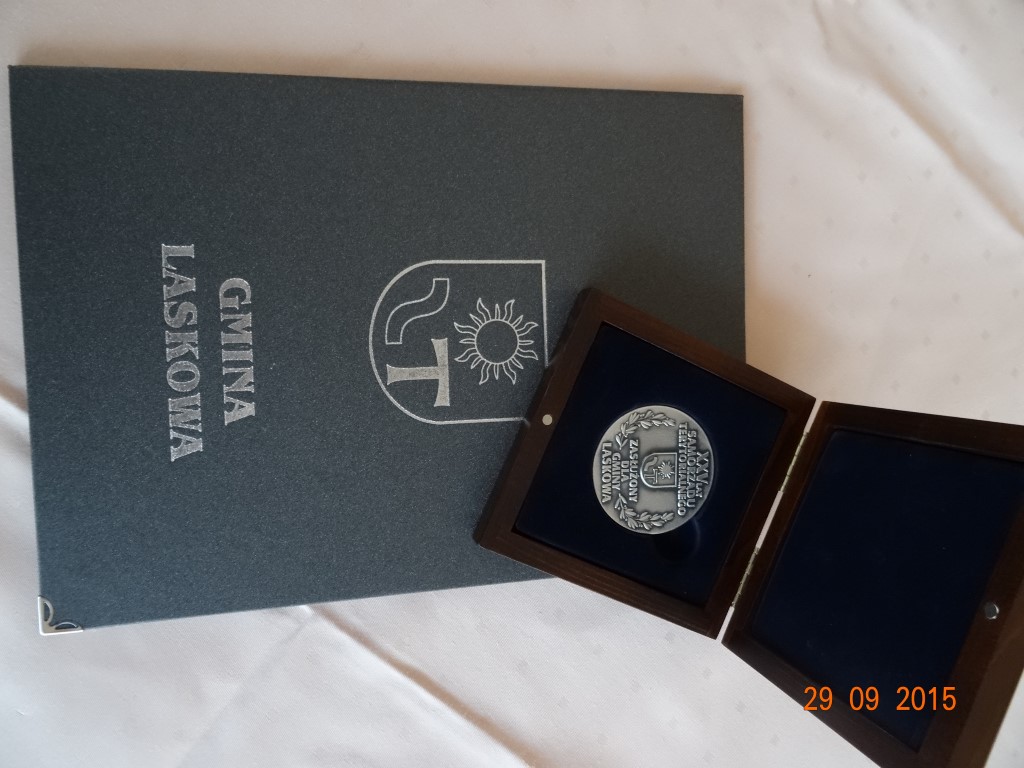 GMINA
LASKOWA
T
XXV LAT
SAMORZĄDU
TERYTORIALNEGO
ZASŁUŻONY
DLA
GMINY
LASKOWA
29 09 2015